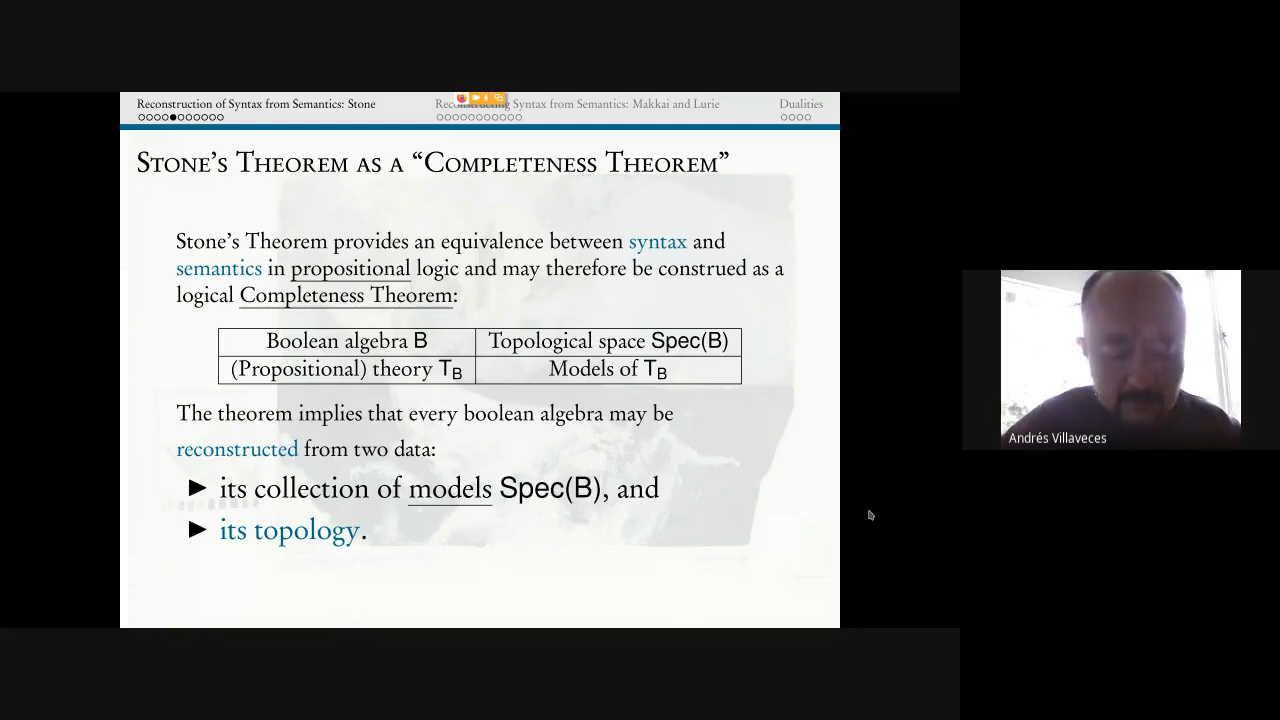 Reconstruction of Syntax from Semantics: Stone
Reconstructing Syntax from Semantics: Makkai and Lurie
Dualities
Stone's Theorem as a “Completeness Theorem”
Stone's Theorem provides an equivalence between syntax and
semantics in propositional logic and may therefore be construed as a
logical Completeness Theorem:
Boolean algebra B Topological space Spec(B)
(Propositional) theory T_B Models of T_B
The theorem implies that every boolean algebra may be
reconstructed from two data:
► its collection of models Spec(B), and
► its topology.
Andrés Villaveces